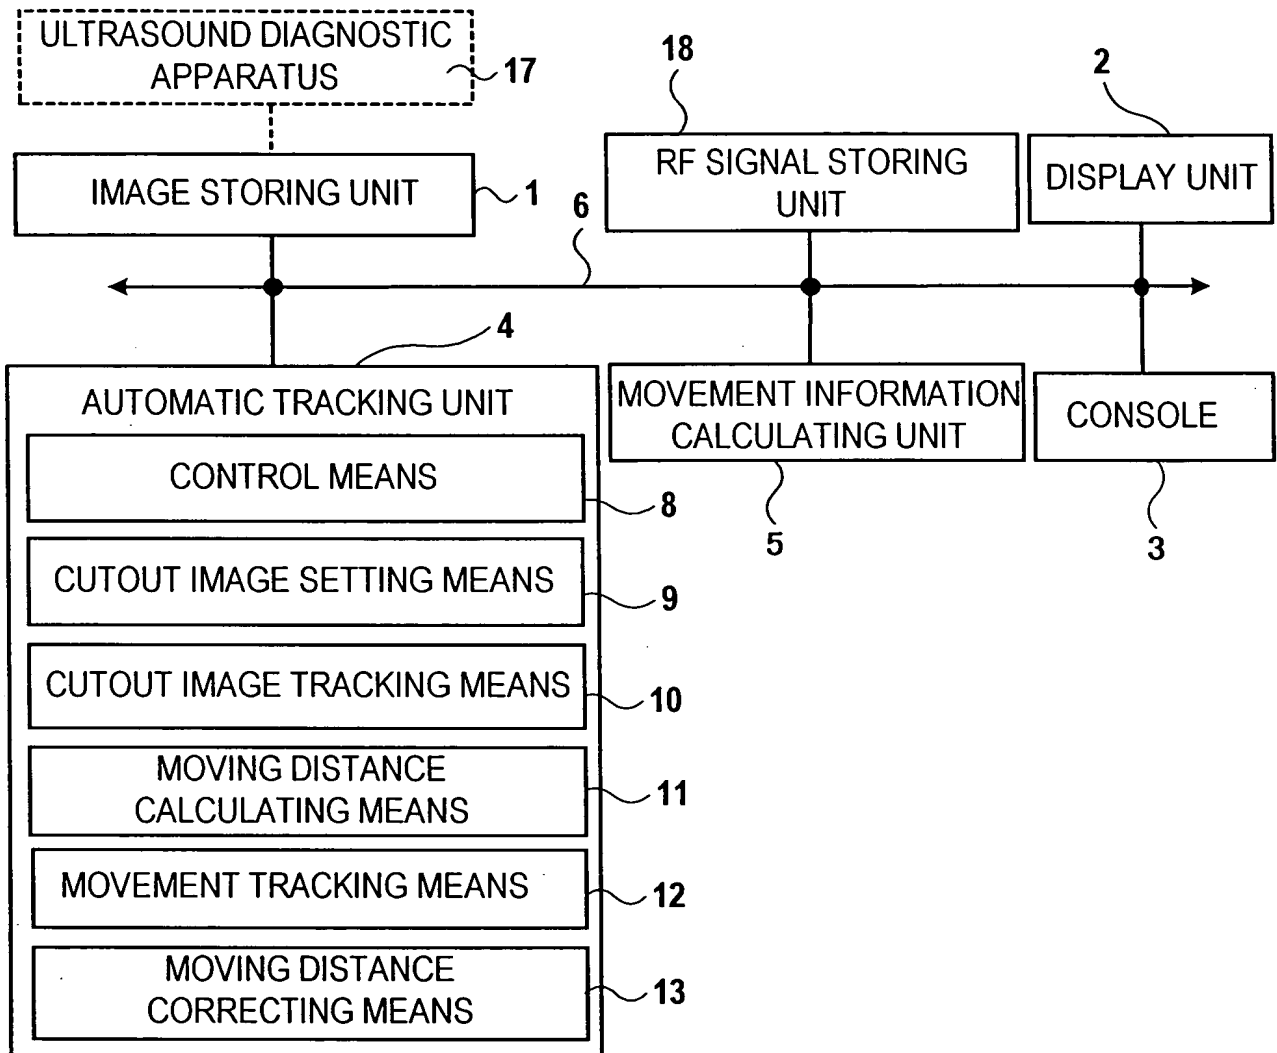 ULTRASOUND DIAGNOSTIC
APPARATUS
17
IMAGE STORING UNIT
1
18
RF SIGNAL STORING
UNIT
2
DISPLAY UNIT
6
4
AUTOMATIC TRACKING UNIT
CONTROL MEANS
8
CUTOUT IMAGE SETTING MEANS
9
CUTOUT IMAGE TRACKING MEANS
10
MOVING DISTANCE
CALCULATING MEANS
11
MOVEMENT TRACKING MEANS
12
MOVING DISTANCE
CORRECTING MEANS
13
MOVEMENT INFORMATION
CALCULATING UNIT
5
CONSOLE
3